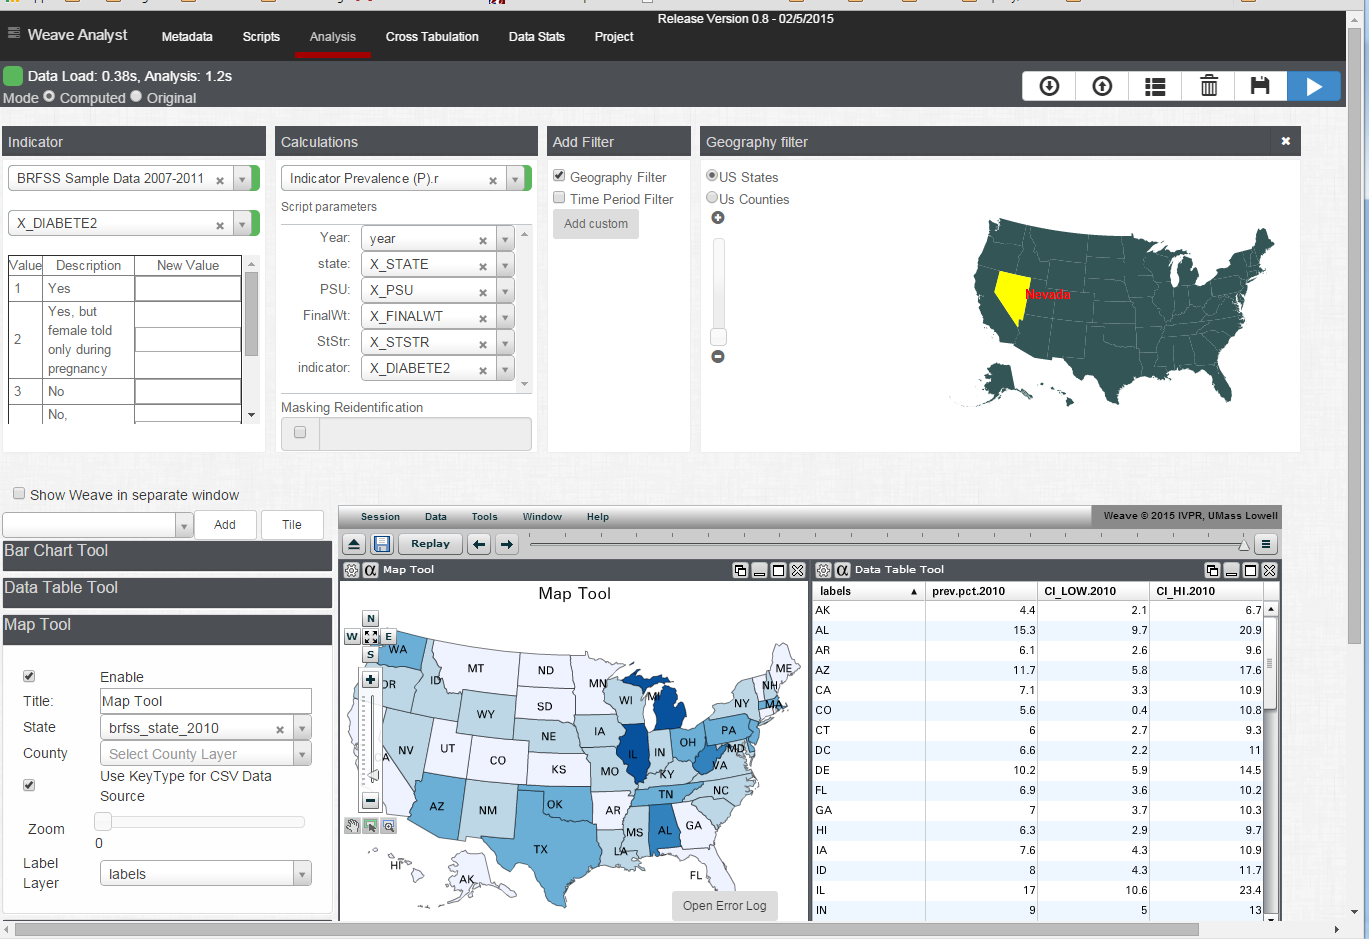 Release Version 0.8 - 02/5/2015
Weave Analyst
Metadata
Scripts
Analysis
Cross Tabulation
Data Stats
Project
Data Load: 0.38s, Analysis: 1.2s
Mode Computed Original
Indicator
BRFSS Sample Data 2007-2011
X_DIABETE2
Value Description New Value
1 Yes
2 Yes, but
female told
only during
pregnancy
3 No
No,
Calculations
Indicator Prevalence (P).r
Script parameters
Year: year
state: X_STATE
PSU: X_PSU
FinalWt: X_FINALWT
StStr: X_STSTR
indicator: X_DIABETE2
Masking Reidentification
Add Filter
Geography Filter
Time Period Filter
Add custom
Geography filter
US States
Us Counties
Nevada
Show Weave in separate window
Add
Tile
Bar Chart Tool
Data Table Tool
Map Tool
Enable
Title: Map Tool
State brfss_state_2010
County Select County Layer
Use KeyType for CSV Data
Source
Zoom
0
Label
Layer
labels
Session Data Tools Window Help
Weave © 2015 IVPR, UMass Lowell
Replay
α Map Tool
Map Tool
N
W E
S
WA
MT
ND
MN
ME
OR
ID
SD
WI
MI
NH
NY
MA
WY
IA
NE
PA
OH
NV
UT
CO
IL
IN
MD
A
KS
MO
KY
VA
AZ
NM
OK
AR
TN
NC
MS
AL
GA
TX
LA
HI
AK
FL
Open Error Log
α Data Table Tool
labels prev.pct.2010 CI_LOW.2010 CI_HI.2010
AK 4.4 2.1 6.7
AL 15.3 9.7 20.9
AR 6.1 2.6 9.6
AZ 11.7 5.8 17.6
CA 7.1 3.3 10.9
CO 5.6 0.4 10.8
CT 6 2.7 9.3
DC 6.6 2.2 11
DE 10.2 5.9 14.5
FL 6.9 3.6 10.2
GA 7 3.7 10.3
HI 6.3 2.9 9.7
IA 7.6 4.3 10.9
ID 8 4.3 11.7
IL 17 10.6 23.4
IN 9 5 13